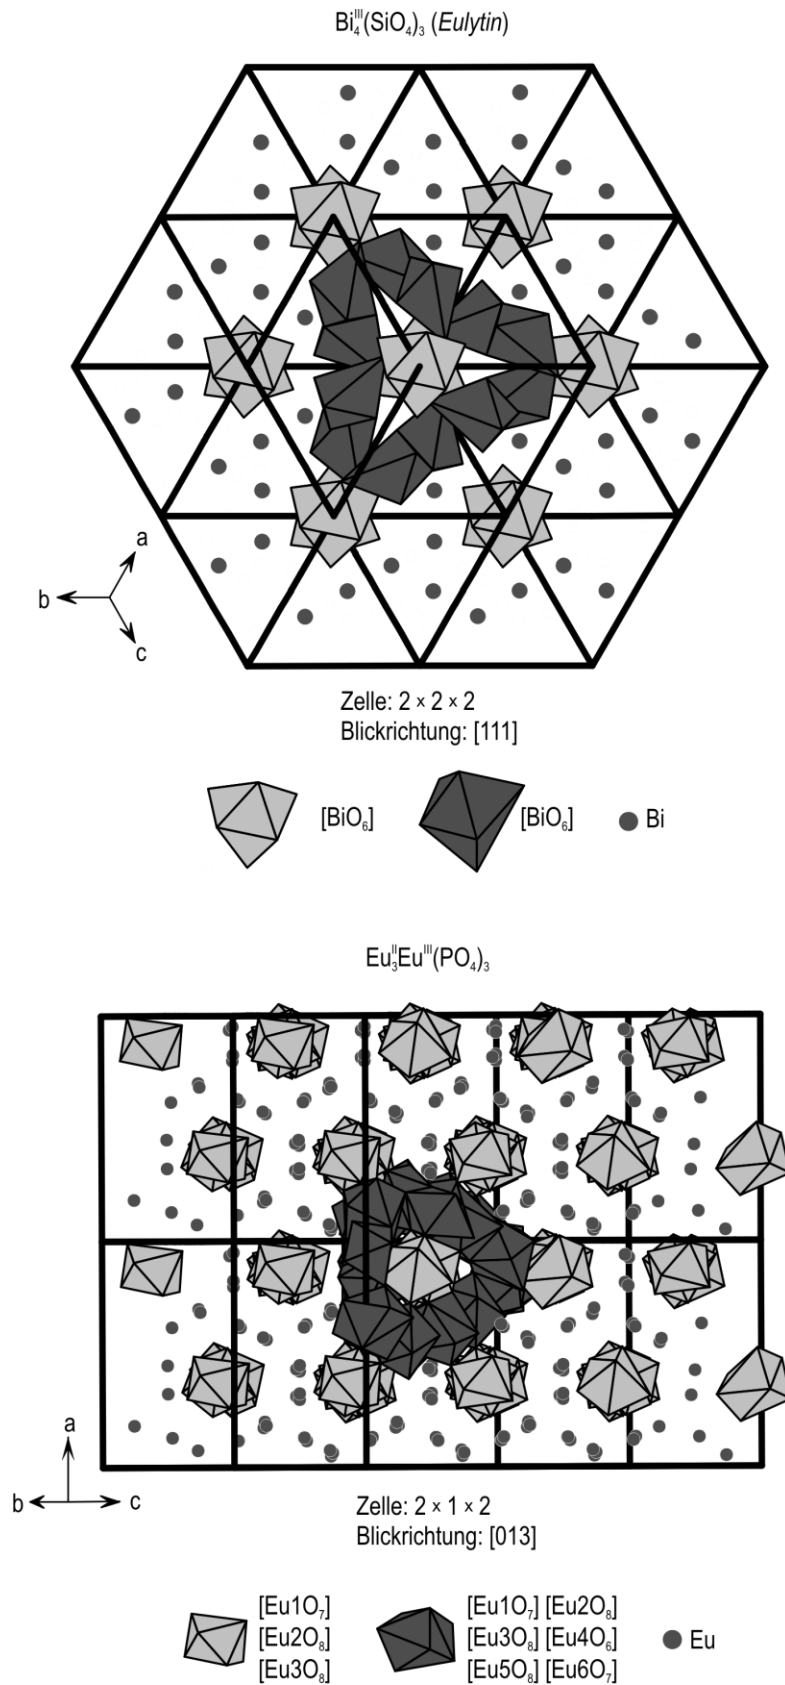 Bi₄ᴵᴵᴵ(SiO₄)₃ (Eulytin)
a
b
c
Zelle: 2 × 2 × 2
Blickrichtung: [111]
[BiO₆] [BiO₆] Bi
Eu₃ᴵᴵEuᴵᴵᴵ(PO₄)₃
a
b c
Zelle: 2 × 1 × 2
Blickrichtung: [013]
[Eu1O₇] [Eu1O₇] [Eu2O₈]
[Eu2O₈] [Eu3O₈] [Eu4O₆] Eu
[Eu3O₈] [Eu5O₈] [Eu6O₇]